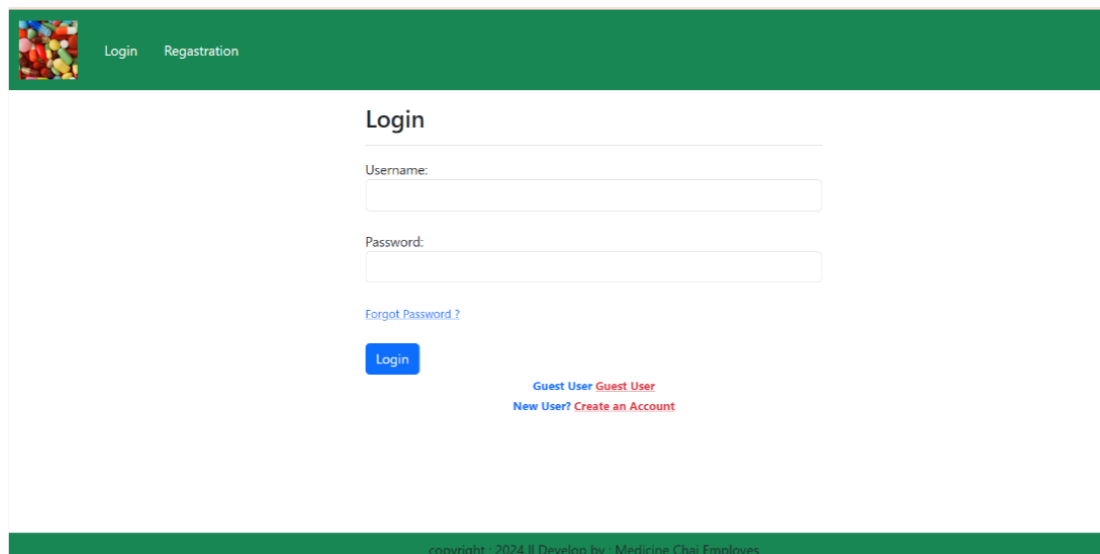 Login Regastration
Login
Username:
Password:
Forgot Password ?
Login
Guest User Guest User
New User? Create an Account
copyright : 2024 || Develop by : Medicine Chai Employes